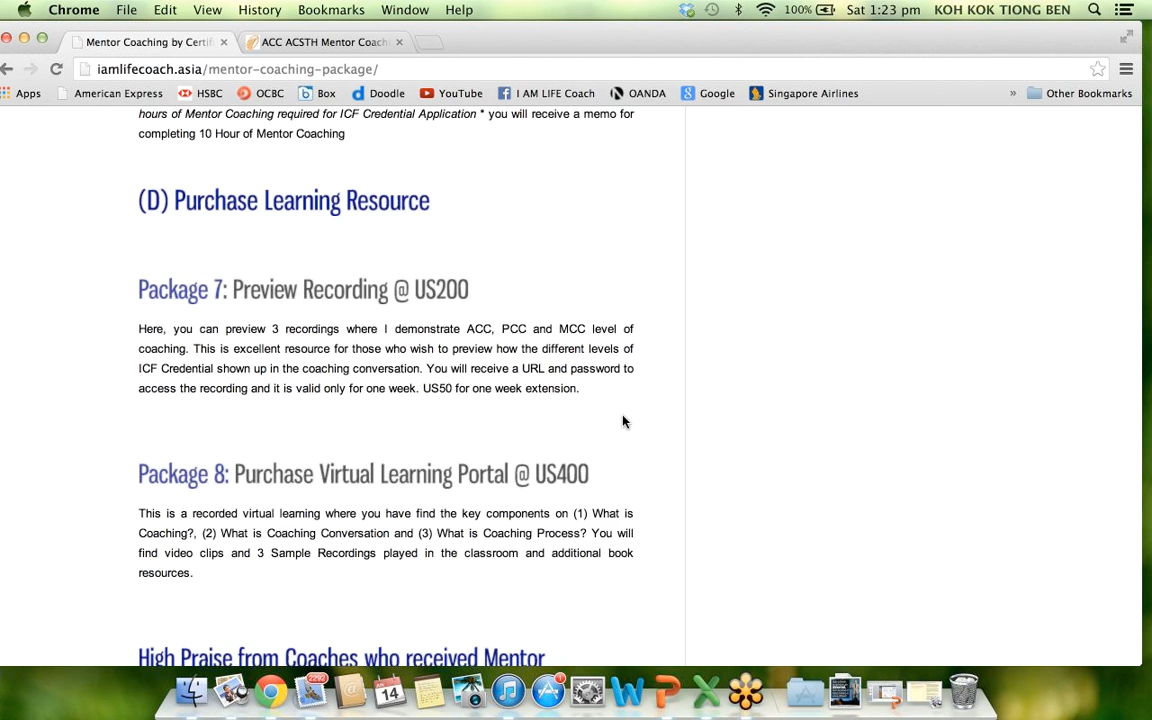 Chrome File Edit View History Bookmarks Window Help 100% Sat 1:23 pm KOH KOK TIONG BEN
Mentor Coaching by Certif × ACC ACSTH Mentor Coach ×
iamlifecoach.asia/mentor-coaching-package/
Apps American Express HSBC OCBC Box Doodle YouTube I AM LIFE Coach OANDA Google Singapore Airlines » Other Bookmarks
hours of Mentor Coaching required for ICF Credential Application * you will receive a memo for
completing 10 Hour of Mentor Coaching
(D) Purchase Learning Resource
Package 7: Preview Recording @ US200
Here, you can preview 3 recordings where I demonstrate ACC, PCC and MCC level of
coaching. This is excellent resource for those who wish to preview how the different levels of
ICF Credential shown up in the coaching conversation. You will receive a URL and password to
access the recording and it is valid only for one week. US50 for one week extension.
Package 8: Purchase Virtual Learning Portal @ US400
This is a recorded virtual learning where you have find the key components on (1) What is
Coaching?, (2) What is Coaching Conversation and (3) What is Coaching Process? You will
find video clips and 3 Sample Recordings played in the classroom and additional book
resources.
High Praise from Coaches who received Mentor
2292
14